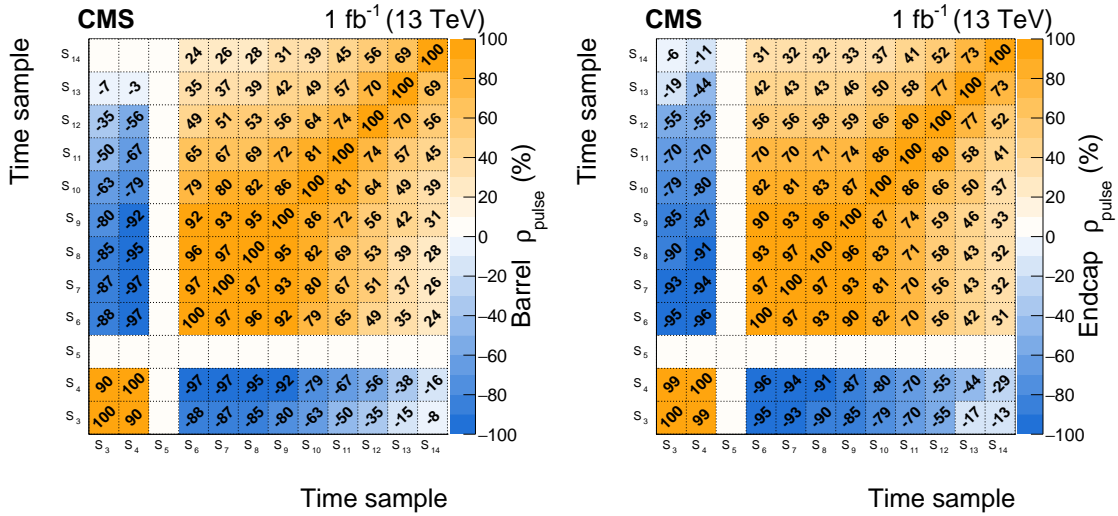 CMS 1 fb-1 (13 TeV)
Time sample
S14 24 26 28 31 39 45 56 69 100
S13 -7 -3 35 37 39 42 49 57 70 100 69
S12 -35 -56 49 51 53 56 64 74 100 70 56
S11 -50 -67 65 67 69 72 81 100 74 57 45
S10 -63 -79 79 80 82 86 100 81 64 49 39
S9 -80 -92 92 93 95 100 86 72 56 42 31
S8 -85 -95 96 97 100 95 82 69 53 39 28
S7 -87 -97 97 100 97 93 80 67 51 37 26
S6 -88 -97 100 97 96 92 79 65 49 35 24
S5
S4 90 100 -97 -97 -95 -92 -79 -67 -56 -38 -16
S3 100 90 -88 -87 -85 -80 -63 -50 -35 -15 -8
S3 S4 S5 S6 S7 S8 S9 S10 S11 S12 S13 S14
Time sample
100
80
60
40
20
0
−20
−40
−60
−80
−100
Barrel ρpulse (%)
CMS 1 fb-1 (13 TeV)
Time sample
S14 -6 -11 31 32 32 33 37 41 52 73 100
S13 -19 -44 42 43 43 46 50 58 77 100 73
S12 -55 -55 56 56 58 59 66 80 100 77 52
S11 -70 -70 70 70 71 74 86 100 80 58 41
S10 -79 -80 82 81 83 87 100 86 66 50 37
S9 -85 -87 90 93 96 100 87 74 59 46 33
S8 -90 -91 93 97 100 96 83 71 58 43 32
S7 -93 -94 97 100 97 93 81 70 56 43 32
S6 -95 -96 100 97 93 90 82 70 56 42 31
S5
S4 99 100 -96 -94 -91 -87 -80 -70 -55 -44 -29
S3 100 99 -95 -93 -90 -85 -79 -70 -55 -17 -13
S3 S4 S5 S6 S7 S8 S9 S10 S11 S12 S13 S14
Time sample
100
80
60
40
20
0
−20
−40
−60
−80
−100
Endcap ρpulse (%)